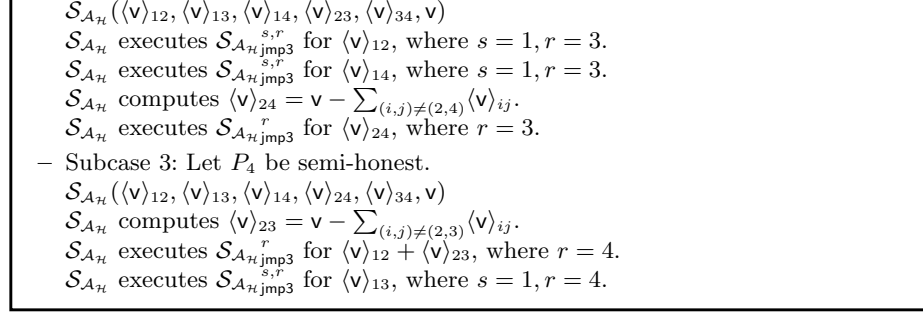 𝒮_{𝒜_ℋ}(⟨v⟩₁₂, ⟨v⟩₁₃, ⟨v⟩₁₄, ⟨v⟩₂₃, ⟨v⟩₃₄, v)
𝒮_{𝒜_ℋ} executes 𝒮_{𝒜_ℋ}^{s,r}_{jmp3} for ⟨v⟩₁₂, where s = 1, r = 3.
𝒮_{𝒜_ℋ} executes 𝒮_{𝒜_ℋ}^{s,r}_{jmp3} for ⟨v⟩₁₄, where s = 1, r = 3.
𝒮_{𝒜_ℋ} computes ⟨v⟩₂₄ = v − ∑_{(i,j)≠(2,4)}⟨v⟩_{ij}.
𝒮_{𝒜_ℋ} executes 𝒮_{𝒜_ℋ}^{r}_{jmp3} for ⟨v⟩₂₄, where r = 3.
– Subcase 3: Let P₄ be semi-honest.
𝒮_{𝒜_ℋ}(⟨v⟩₁₂, ⟨v⟩₁₃, ⟨v⟩₁₄, ⟨v⟩₂₄, ⟨v⟩₃₄, v)
𝒮_{𝒜_ℋ} computes ⟨v⟩₂₃ = v − ∑_{(i,j)≠(2,3)}⟨v⟩_{ij}.
𝒮_{𝒜_ℋ} executes 𝒮_{𝒜_ℋ}^{r}_{jmp3} for ⟨v⟩₁₂ + ⟨v⟩₂₃, where r = 4.
𝒮_{𝒜_ℋ} executes 𝒮_{𝒜_ℋ}^{s,r}_{jmp3} for ⟨v⟩₁₃, where s = 1, r = 4.